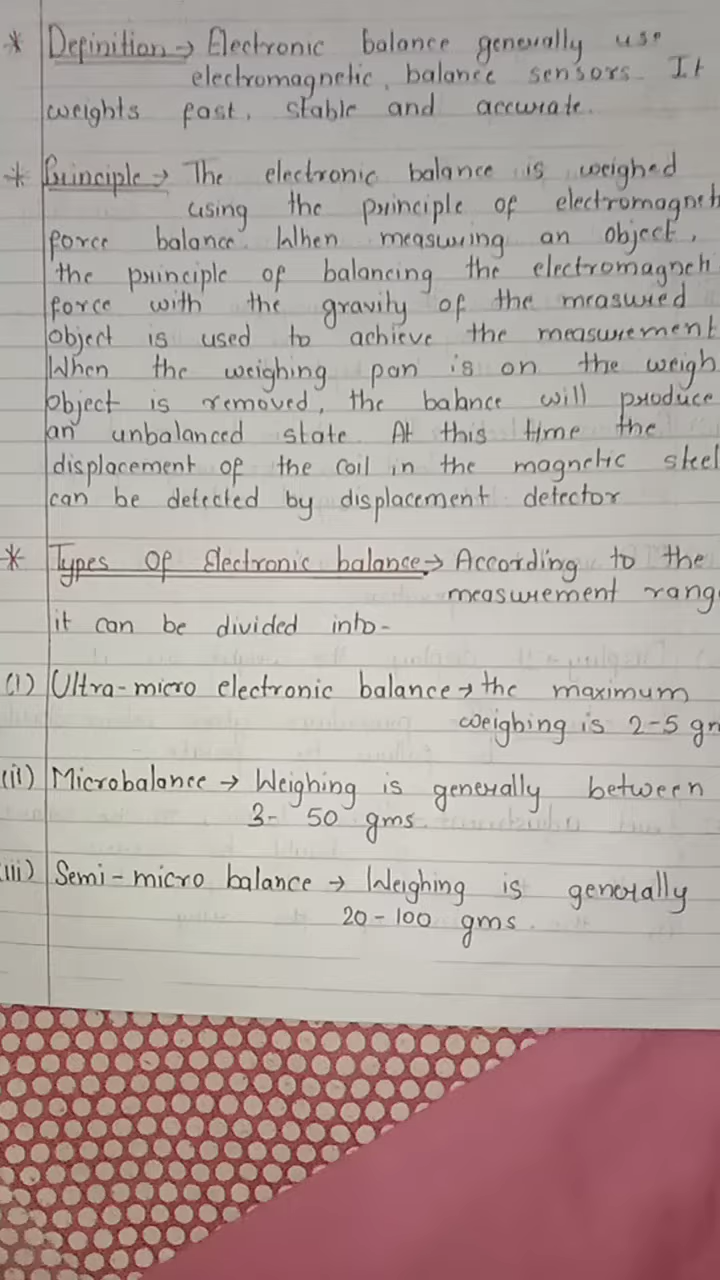 * Definition → Electronic balance generally use
electromagnetic balance sensors. It
weights fast, stable and accurate.
* Principle → The electronic balance is weighed
using the principle of electromagneti
force balance. When measuring an object,
the principle of balancing the electromagneti
force with the gravity of the measured
object is used to achieve the measurement
When the weighing pan is on the weigh
object is removed, the balance will produce
an unbalanced state. At this time the
displacement of the coil in the magnetic steel
can be detected by displacement detector
* Types of Electronic balance → According to the
measurement rang
it can be divided into-
(i) Ultra-micro electronic balance → the maximum
weighing is 2-5 gm
(ii) Microbalance → Weighing is generally between
3- 50 gms.
(iii) Semi-micro balance → Weighing is generally
20-100 gms.